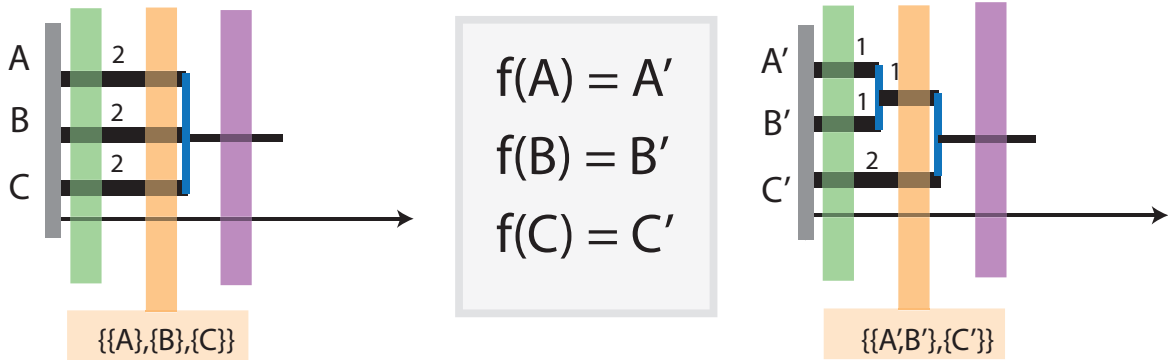 A
2
B
2
C
2
{{A},{B},{C}}
f(A) = A′
f(B) = B′
f(C) = C′
A′
1
1
B′
1
C′
2
{{A′,B′},{C′}}